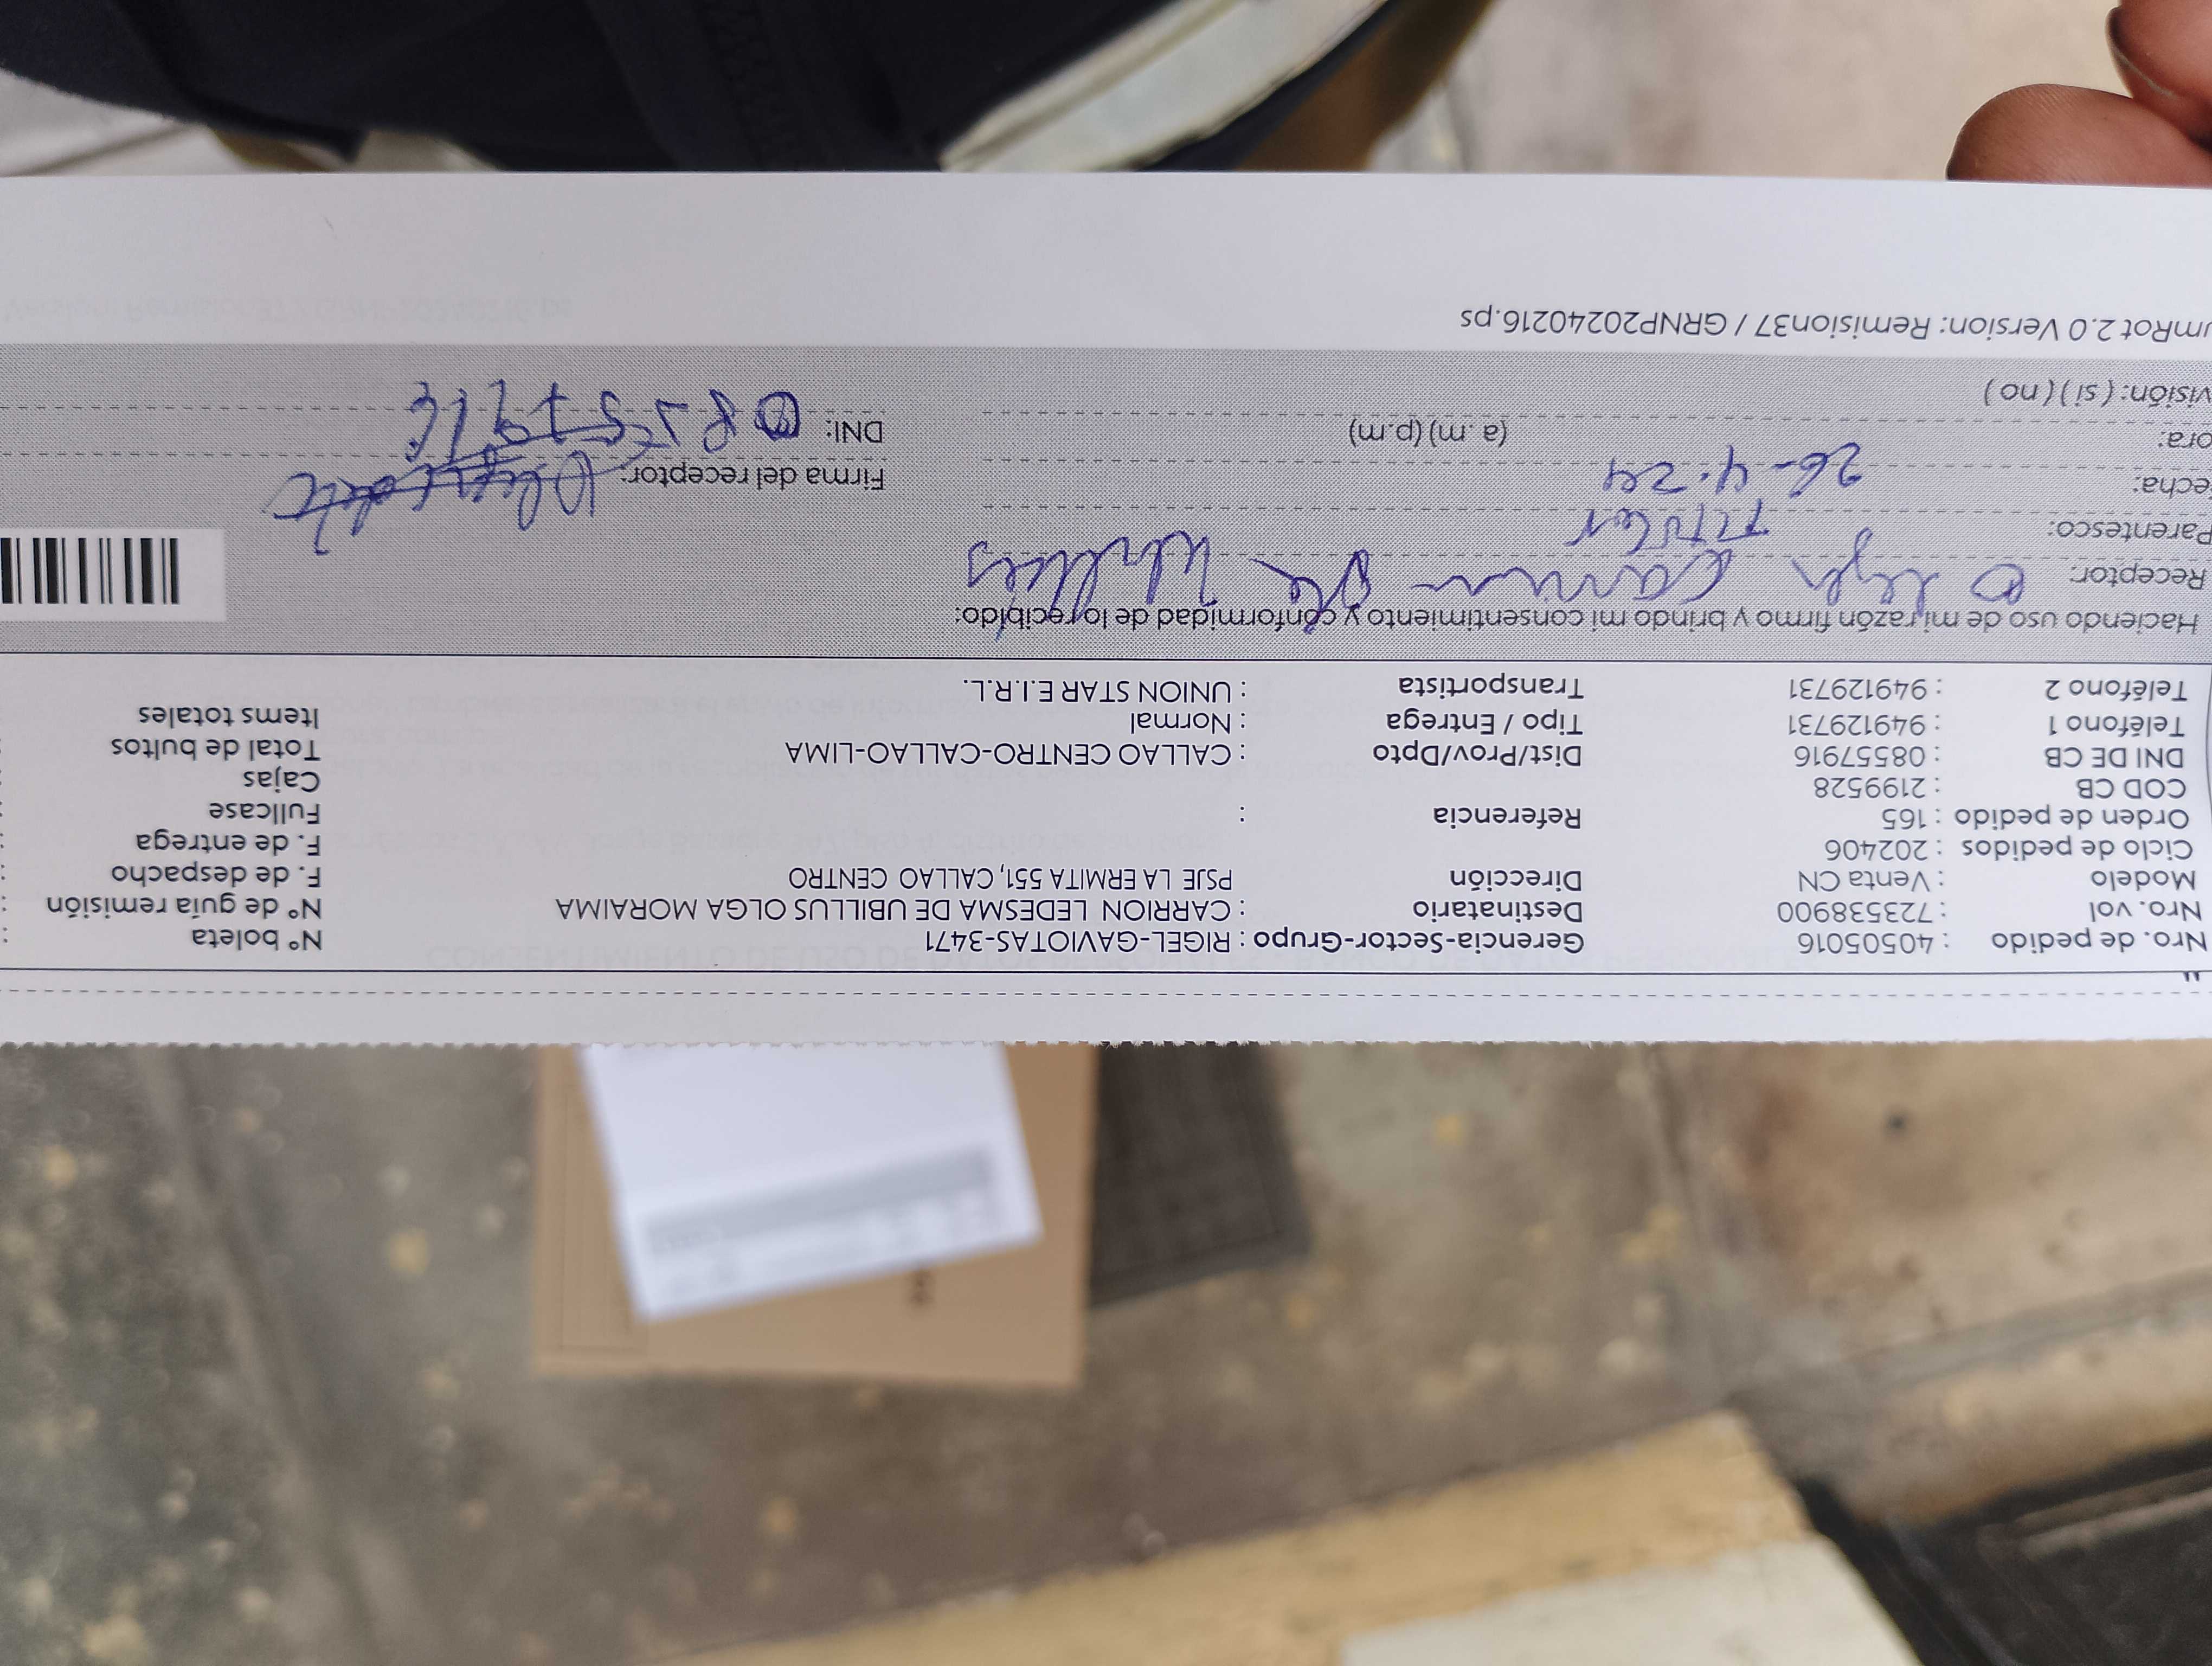 Nro. de pedido : 40505016 Gerencia-Sector-Grupo : RIGEL-GAVIOTAS-3471 Nº boleta :
Nro. vol : 723538900 Destinatario : CARRION LEDESMA DE UBILLUS OLGA MORAIMA Nº de guía remisión :
Modelo : Venta CN Dirección PSJE LA ERMITA 551, CALLAO CENTRO F. de despacho :
Ciclo de pedidos : 202406 F. de entrega :
Orden de pedido : 165 Referencia : Fullcase
COD CB : 2199528 Cajas
DNI DE CB : 08557916 Dist/Prov/Dpto : CALLAO CENTRO-CALLAO-LIMA Total de bultos
Teléfono 1 : 949129731 Tipo / Entrega : Normal Items totales
Teléfono 2 : 949129731 Transportista : UNION STAR E.I.R.L.
Haciendo uso de mi razón firmo y brindo mi consentimiento y conformidad de lo recibido:
Receptor: de
Parentesco: Titular
echa: 26-4-24 Firma del receptor:
ora: (a.m) (p.m) DNI: 08557916
visión: ( si ) ( no )
umRot 2.0 Version: Remision37 / GRNP20240216.ps